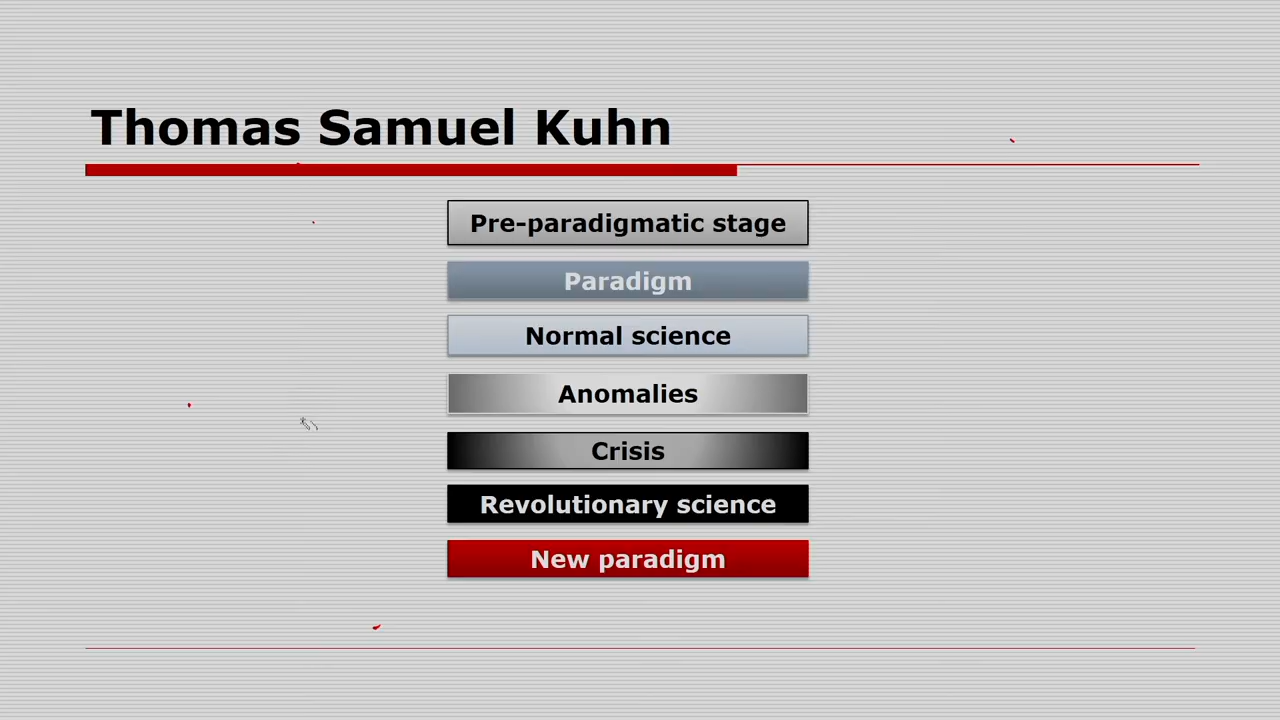 Thomas Samuel Kuhn
Pre-paradigmatic stage
Paradigm
Normal science
Anomalies
Crisis
Revolutionary science
New paradigm